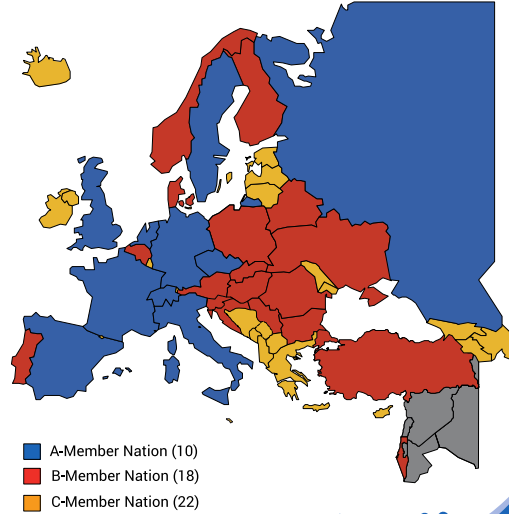 A-Member Nation (10)
B-Member Nation (18)
C-Member Nation (22)